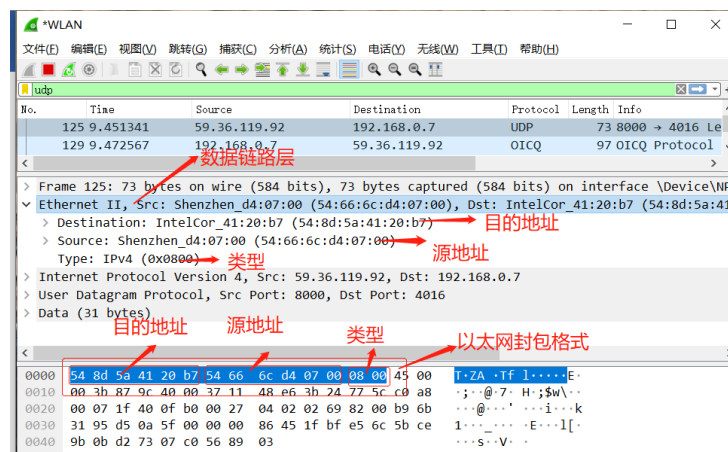 *WLAN
文件(F) 编辑(E) 视图(V) 跳转(G) 捕获(C) 分析(A) 统计(S) 电话(Y) 无线(W) 工具(T) 帮助(H)
udp
No. Time Source Destination Protocol Length Info
125 9.451341 59.36.119.92 192.168.0.7 UDP 73 8000 → 4016 Le
129 9.472567 192.168.0.7 59.36.119.92 OICQ 97 OICQ Protocol
数据链路层
Frame 125: 73 bytes on wire (584 bits), 73 bytes captured (584 bits) on interface \Device\NP
Ethernet II, Src: Shenzhen_d4:07:00 (54:66:6c:d4:07:00), Dst: IntelCor_41:20:b7 (54:8d:5a:41
Destination: IntelCor_41:20:b7 (54:8d:5a:41:20:b7) 目的地址
Source: Shenzhen_d4:07:00 (54:66:6c:d4:07:00) 源地址
Type: IPv4 (0x0800) 类型
Internet Protocol Version 4, Src: 59.36.119.92, Dst: 192.168.0.7
User Datagram Protocol, Src Port: 8000, Dst Port: 4016
Data (31 bytes)
目的地址 源地址 类型 以太网封包格式
0000 54 8d 5a 41 20 b7 54 66 6c d4 07 00 08 00 45 00 T·ZA ·Tf l·····E·
0010 00 3b 87 9c 40 00 37 11 48 e6 3b 24 77 5c c0 a8 ·;··@·7· H·;$w\··
0020 00 07 1f 40 0f b0 00 27 04 02 02 69 82 00 b9 6b ···@···' ···i···k
0030 31 95 d5 0a 5f 00 00 00 86 45 1f bf e5 6c 5b ce 1···_··· ·E···l[·
0040 9b 0b d2 73 07 c0 56 89 03 ···s··V· ·